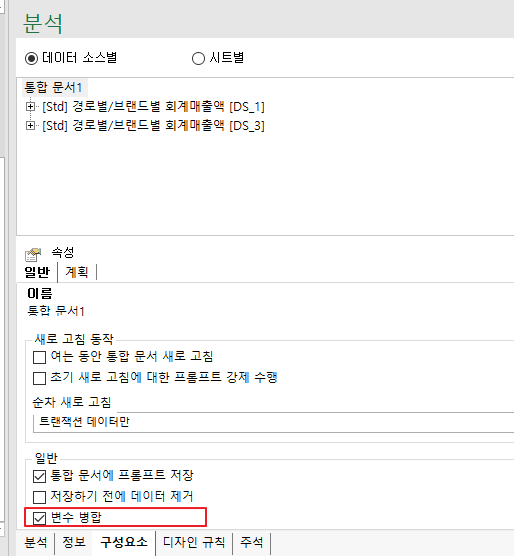 분석
데이터 소스별 시트별
통합 문서1
[Std] 경로별/브랜드별 회계매출액 [DS_1]
[Std] 경로별/브랜드별 회계매출액 [DS_3]
속성
일반 계획
이름
통합 문서1
새로 고침 동작
여는 동안 통합 문서 새로 고침
초기 새로 고침에 대한 프롬프트 강제 수행
순차 새로 고침
트랜잭션 데이터만
일반
통합 문서에 프롬프트 저장
저장하기 전에 데이터 제거
변수 병합
분석 정보 구성요소 디자인 규칙 주석